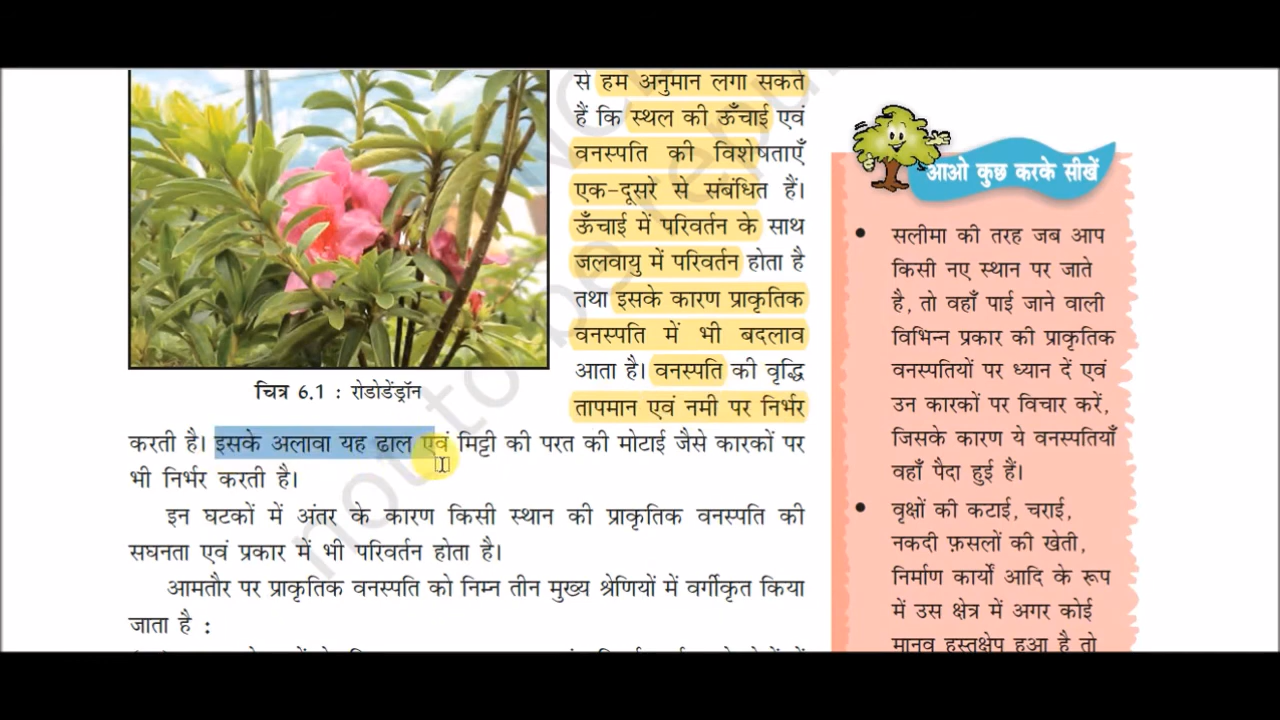 से हम अनुमान लगा सकते
हैं कि स्थल की ऊँचाई एवं
वनस्पति की विशेषताएँ
एक-दूसरे से संबंधित हैं।
ऊँचाई में परिवर्तन के साथ
जलवायु में परिवर्तन होता है
तथा इसके कारण प्राकृतिक
वनस्पति में भी बदलाव
आता है। वनस्पति की वृद्धि
तापमान एवं नमी पर निर्भर
चित्र 6.1 : रोडोडेंड्रॉन
करती है। इसके अलावा यह ढाल एवं मिट्टी की परत की मोटाई जैसे कारकों पर
भी निर्भर करती है।
इन घटकों में अंतर के कारण किसी स्थान की प्राकृतिक वनस्पति की
सघनता एवं प्रकार में भी परिवर्तन होता है।
आमतौर पर प्राकृतिक वनस्पति को निम्न तीन मुख्य श्रेणियों में वर्गीकृत किया
जाता है :
आओ कुछ करके सीखें
• सलीमा की तरह जब आप
किसी नए स्थान पर जाते
है, तो वहाँ पाई जाने वाली
विभिन्न प्रकार की प्राकृतिक
वनस्पतियों पर ध्यान दें एवं
उन कारकों पर विचार करें,
जिसके कारण ये वनस्पतियाँ
वहाँ पैदा हुई हैं।
• वृक्षों की कटाई, चराई,
नकदी फ़सलों की खेती,
निर्माण कार्यों आदि के रूप
में उस क्षेत्र में अगर कोई
मानव हस्तक्षेप हुआ है तो
not to be repu